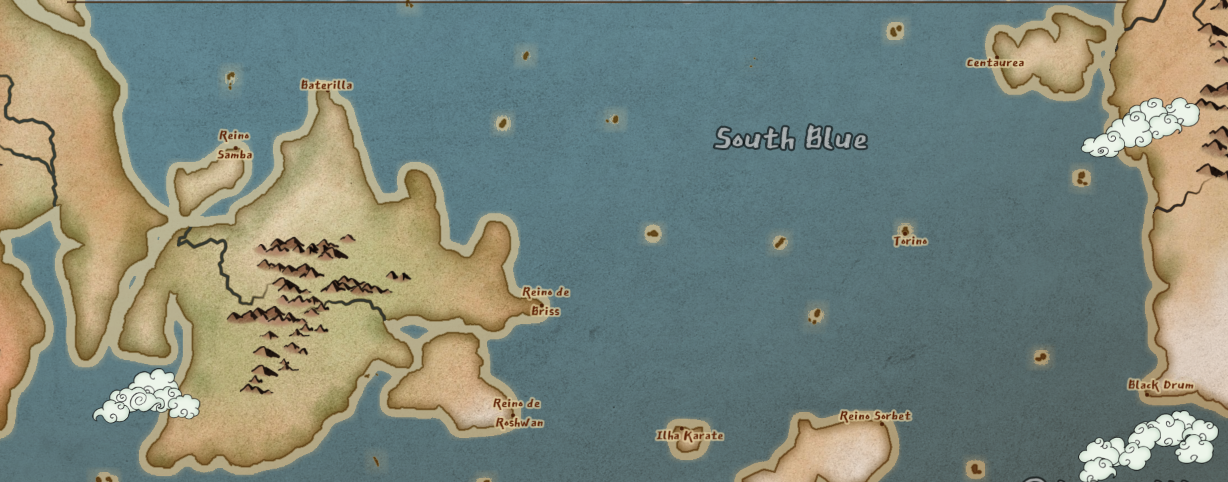 Centaurea
Baterilla
South Blue
Reino
Samba
Torino
Reino de
Briss
Black Drum
Reino de
Roshwan
Reino Sorbet
Ilha Karate